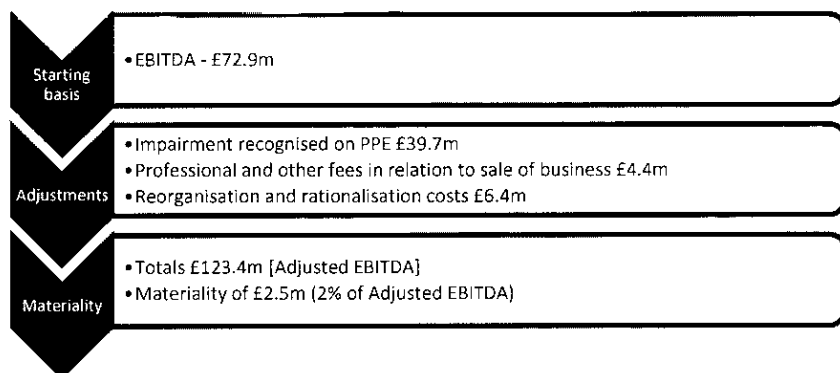 Starting
basis
•EBITDA - £72.9m
Adjustments
•Impairment recognised on PPE £39.7m
•Professional and other fees in relation to sale of business £4.4m
•Reorganisation and rationalisation costs £6.4m
Materiality
•Totals £123.4m [Adjusted EBITDA]
•Materiality of £2.5m (2% of Adjusted EBITDA)